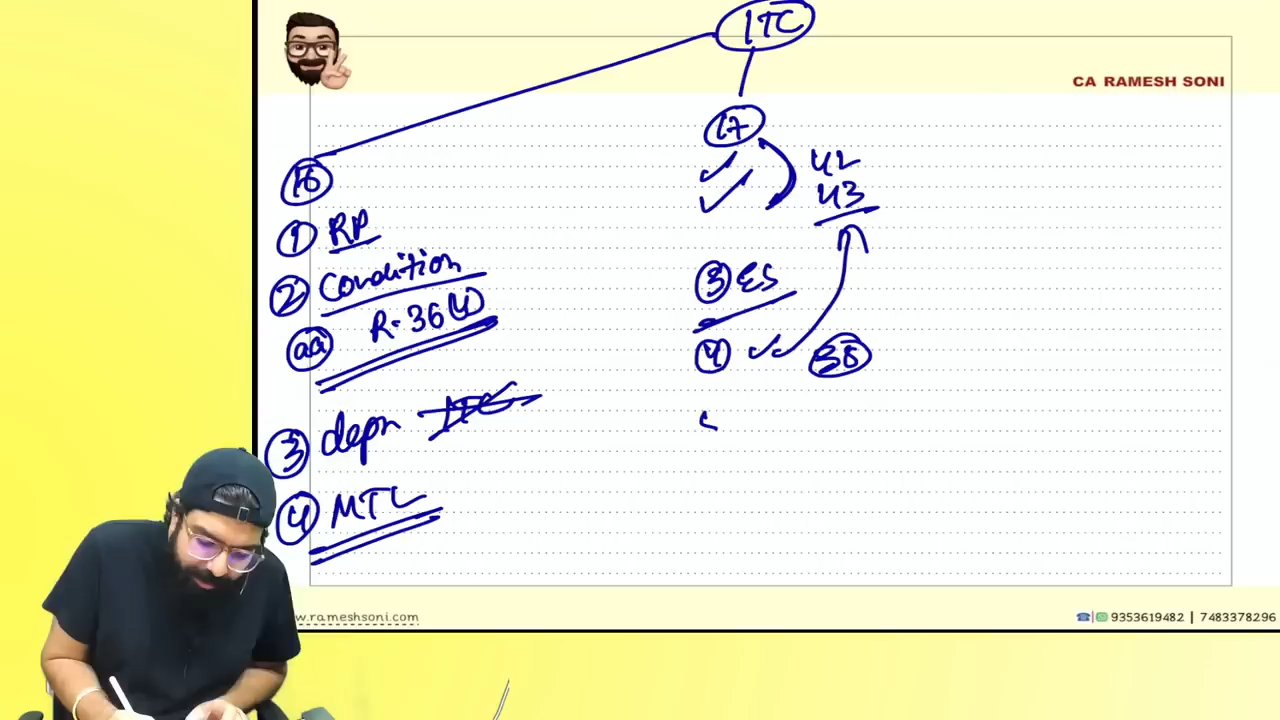 ITC
CA RAMESH SONI
16
① RP
② Condition
(aa) R-36(4)
③ depn ITC
④ MTL
17
42
43
③ ES
④ 38
www.rameshsoni.com
9353619482 | 7483378296